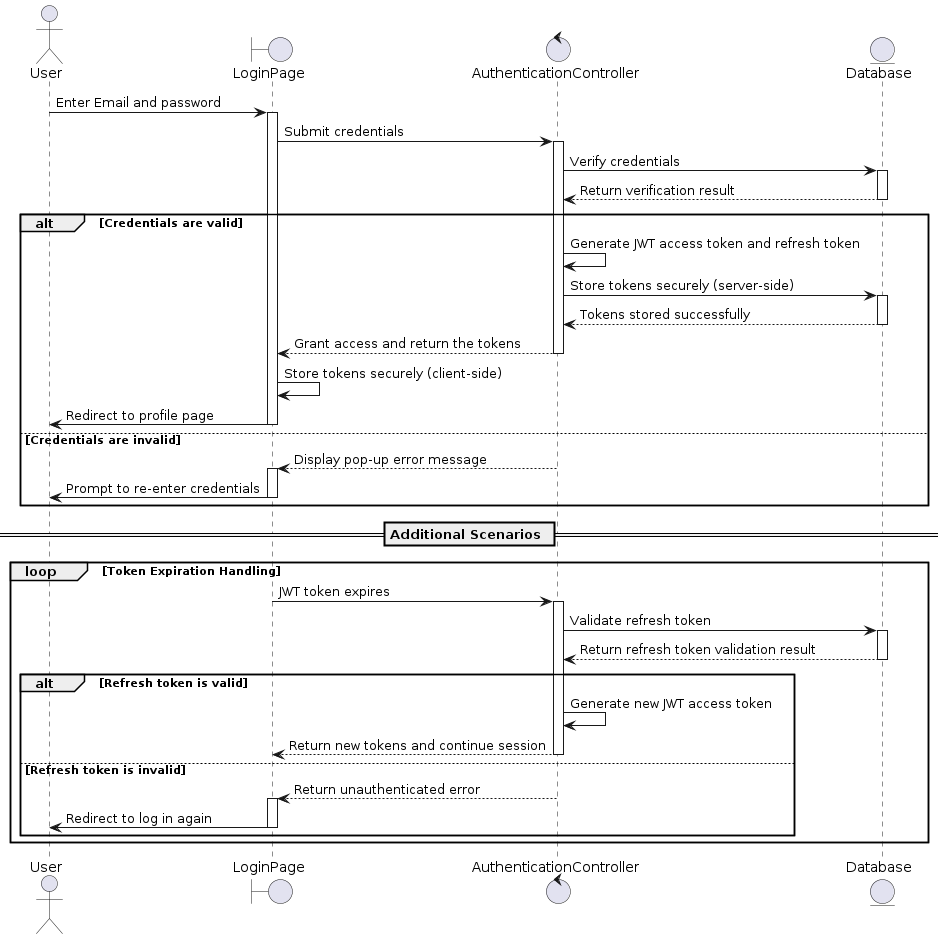 User
LoginPage
AuthenticationController
Database
Enter Email and password
Submit credentials
Verify credentials
Return verification result
alt
[Credentials are valid]
Generate JWT access token and refresh token
Store tokens securely (server-side)
Tokens stored successfully
Grant access and return the tokens
Store tokens securely (client-side)
Redirect to profile page
[Credentials are invalid]
Display pop-up error message
Prompt to re-enter credentials
Additional Scenarios
loop
[Token Expiration Handling]
JWT token expires
Validate refresh token
Return refresh token validation result
alt
[Refresh token is valid]
Generate new JWT access token
Return new tokens and continue session
[Refresh token is invalid]
Return unauthenticated error
Redirect to log in again
User
LoginPage
AuthenticationController
Database